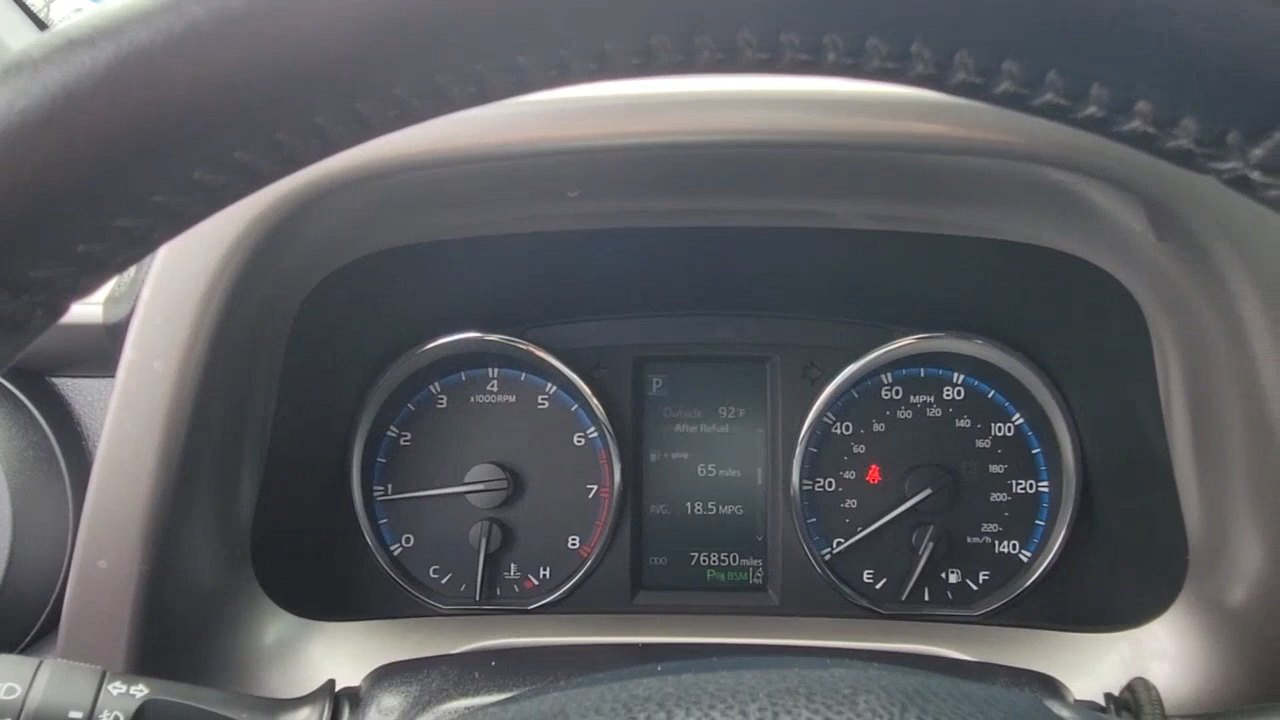 4
3 5
x1000RPM
2 6
1 7
0 8
C H
P
Outside 92°F
After Refuel
65 miles
AVG. 18.5 MPG
ODO 76850 miles
BSM
60 MPH 80
100 120
40 80 140 100
60 160
40 180
20 120
200
20 220
km/h
0 140
E F